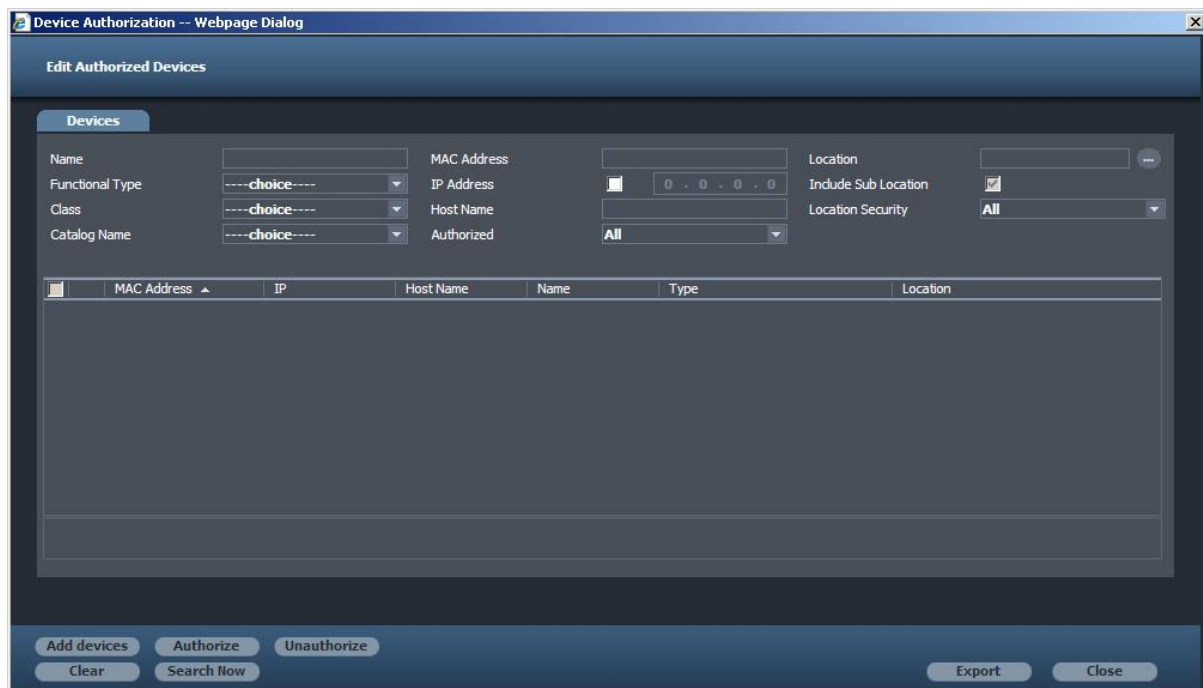 Device Authorization -- Webpage Dialog
Edit Authorized Devices
Devices
Name MAC Address Location ...
Functional Type ----choice---- IP Address 0 . 0 . 0 . 0 Include Sub Location
Class ----choice---- Host Name Location Security All
Catalog Name ----choice---- Authorized All
MAC Address IP Host Name Name Type Location
Add devices Authorize Unauthorize
Clear Search Now Export Close